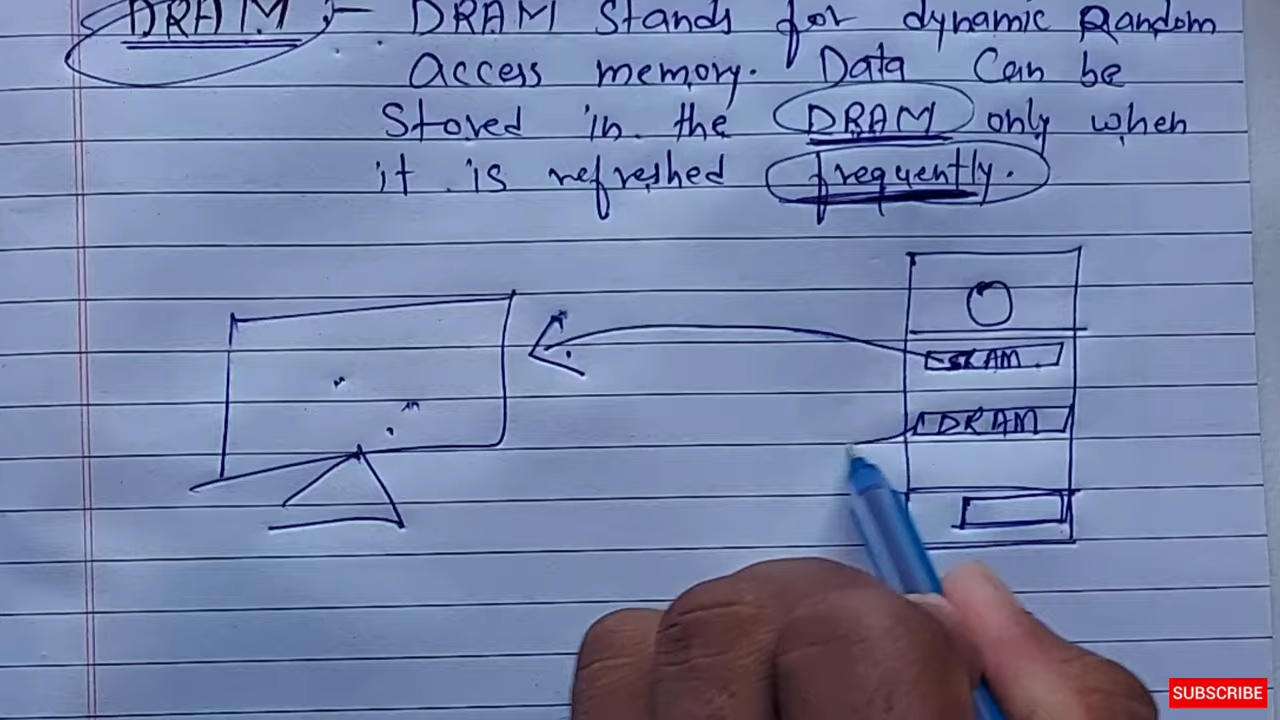 DRAM :- DRAM Stands for dynamic Random
Access memory. Data Can be
Stored in the DRAM only when
it is refreshed frequently.
SRAM
DRAM
SUBSCRIBE